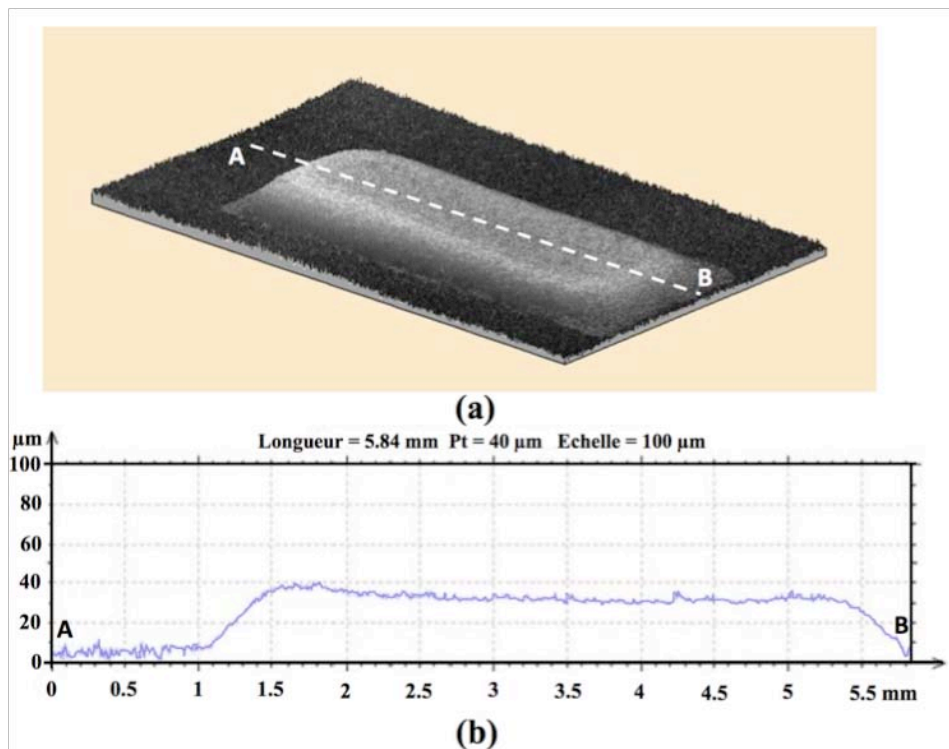 A
B
(a)
µm
Longueur = 5.84 mm Pt = 40 µm Echelle = 100 µm
100
80
60
40
20
A
B
0
0 0.5 1 1.5 2 2.5 3 3.5 4 4.5 5 5.5 mm
(b)